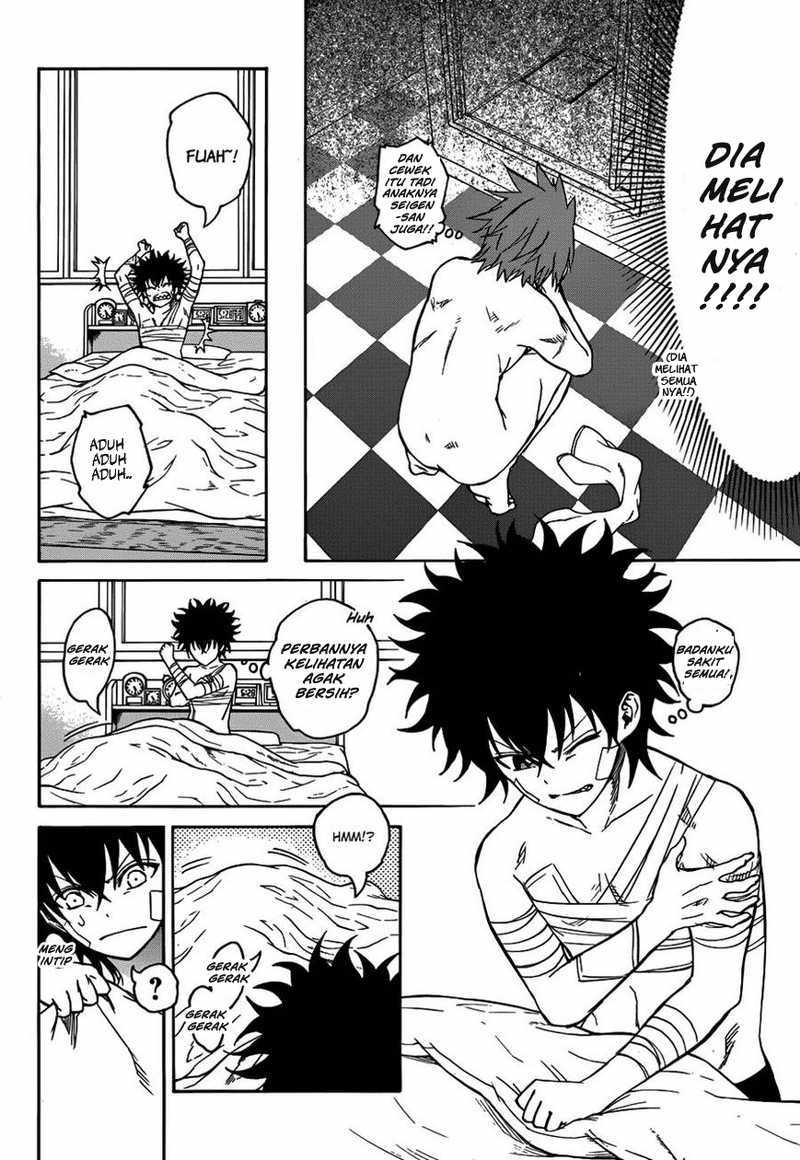 DIA
MELI
HAT
NYA
!!!!
DAN
CEWEK
ITU TADI
ANAKNYA
SEIGEN
-SAN
JUGA!!
(DIA
MELIHAT
SEMUA
NYA!!)
FUAH~!
ADUH
ADUH
ADUH..
BADANKU
SAKIT
SEMUA!,
Huh
PERBANNYA
KELIHATAN
AGAK
BERSIH?
GERAK
GERAK
HMM!?
GERAK
GERAK
GERAK
GERAK
MENG
INTIP
?